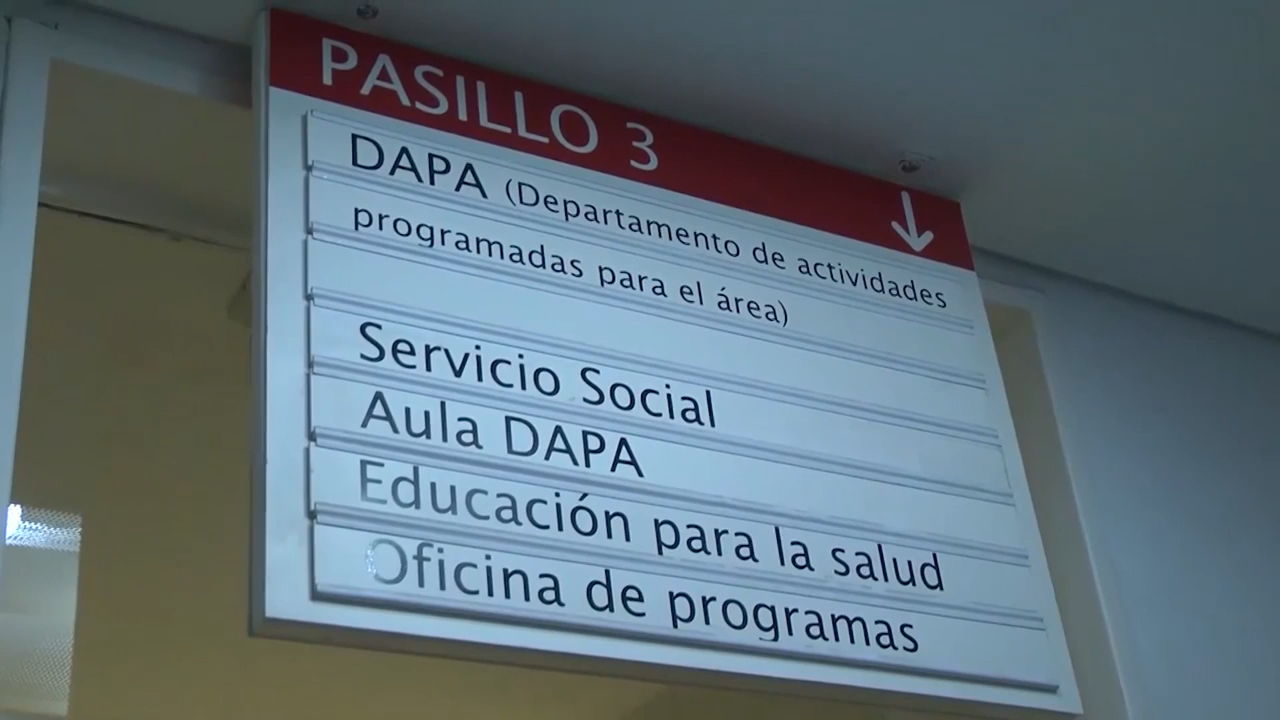 PASILLO 3
DAPA (Departamento de actividades
programadas para el área)
Servicio Social
Aula DAPA
Educación para la salud
Oficina de programas